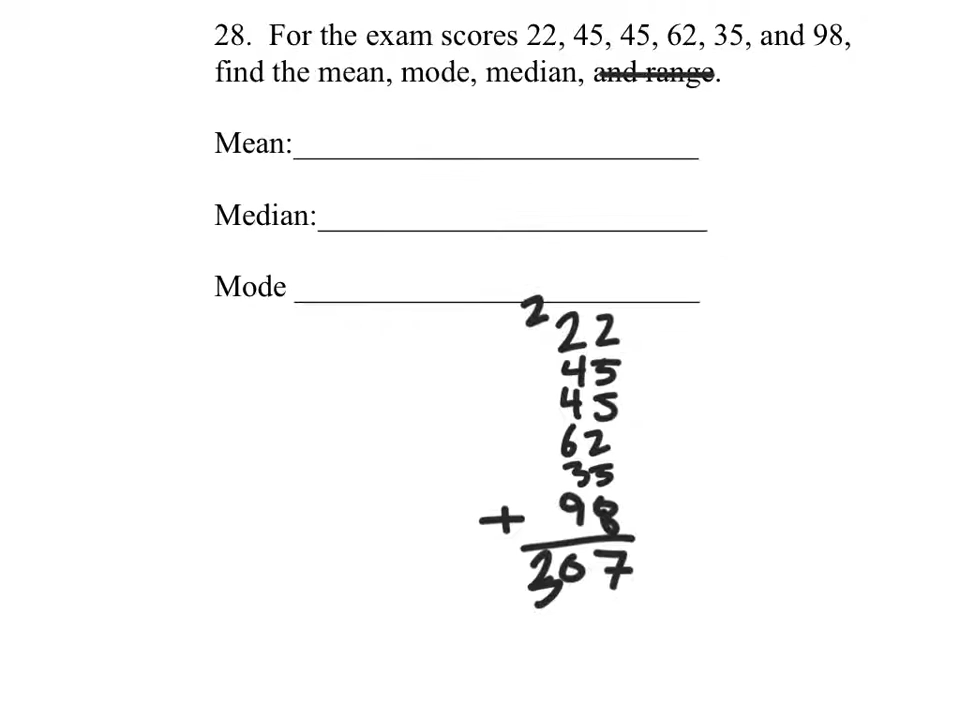 28. For the exam scores 22, 45, 45, 62, 35, and 98,
find the mean, mode, median, and range.
Mean:
Median:
Mode
2
22
45
45
62
35
+ 98
307